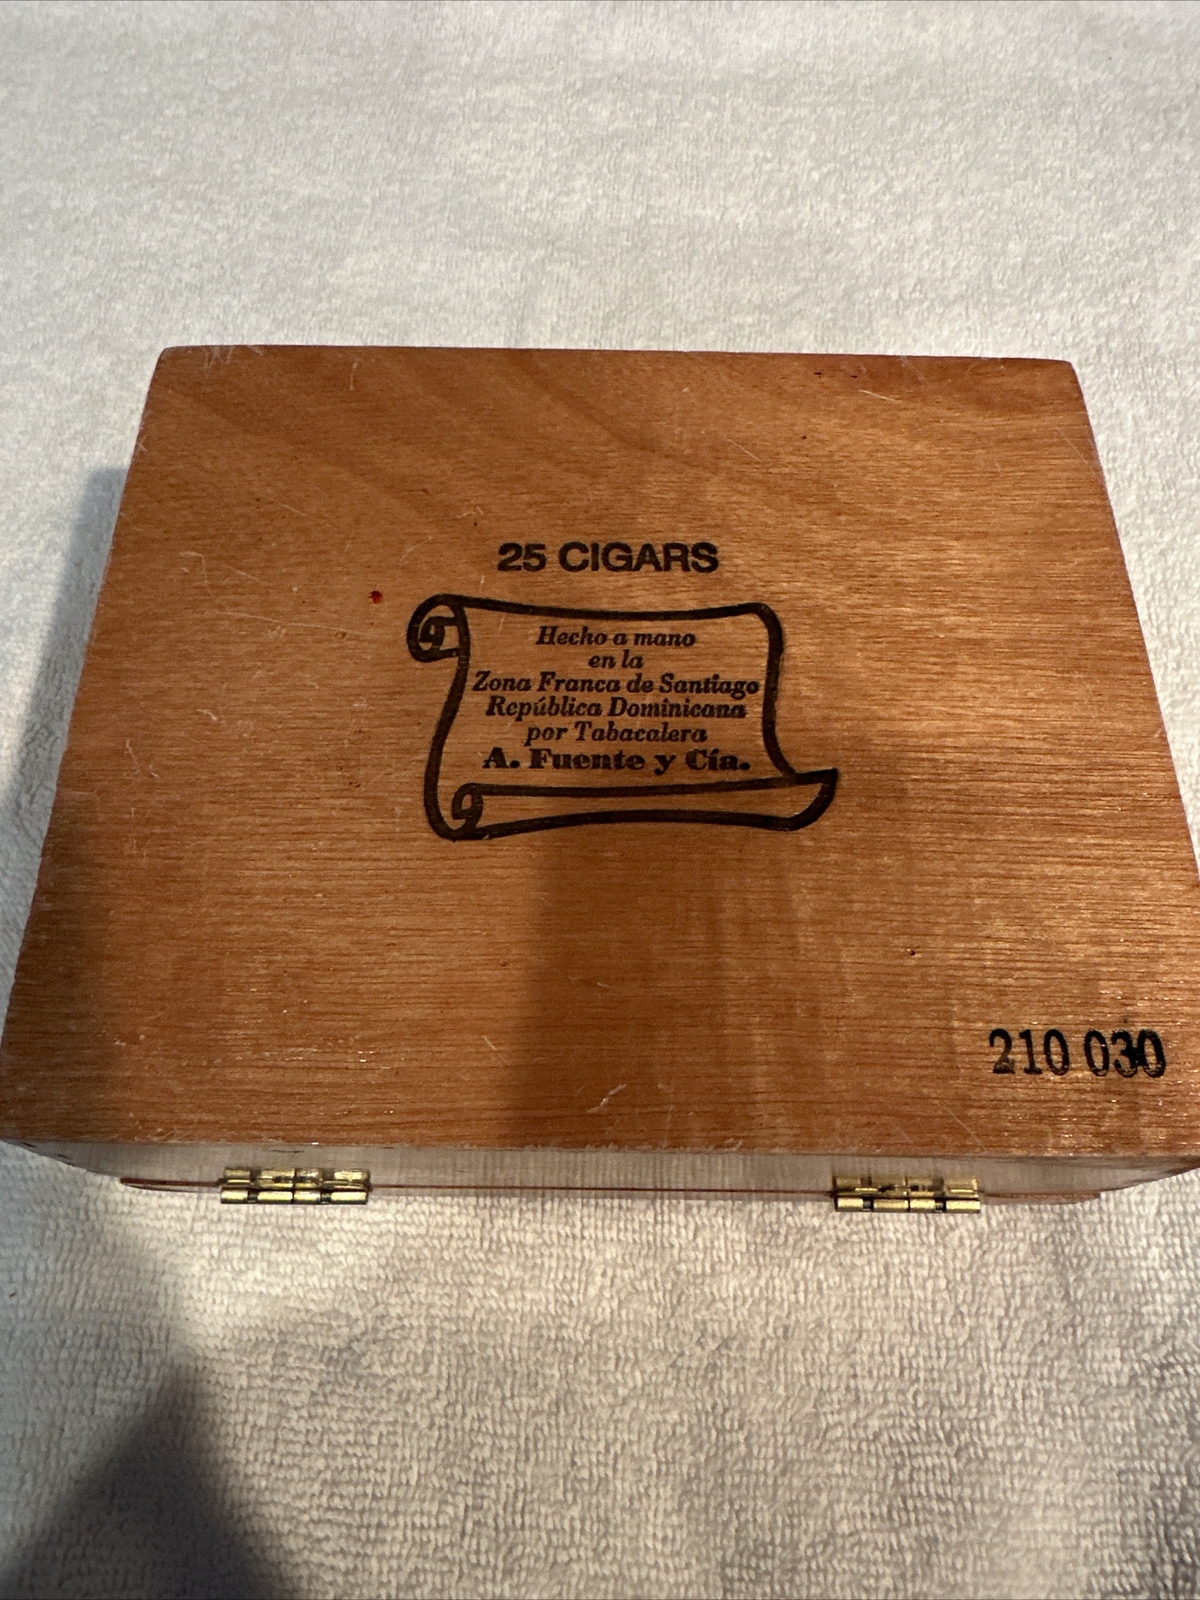 25 CIGARS
Hecho a mano
en la
Zona Franca de Santiago
República Dominicana
por Tabacalera
A. Fuente y Cía.
210 030